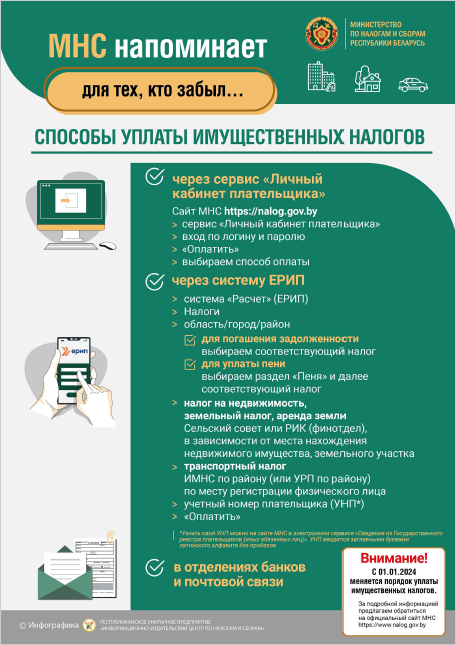 МНС напоминает
для тех, кто забыл...
МИНИСТЕРСТВО
ПО НАЛОГАМ И СБОРАМ
РЕСПУБЛИКИ БЕЛАРУСЬ
СПОСОБЫ УПЛАТЫ ИМУЩЕСТВЕННЫХ НАЛОГОВ
через сервис «Личный
кабинет плательщика»
Сайт МНС https://nalog.gov.by
> сервис «Личный кабинет плательщика»
> вход по логину и паролю
> «Оплатить»
> выбираем способ оплаты
через систему ЕРИП
> система «Расчет» (ЕРИП)
> Налоги
> область/город/район
для погашения задолженности
выбираем соответствующий налог
для уплаты пени
выбираем раздел «Пеня» и далее
соответствующий налог
> налог на недвижимость,
земельный налог, аренда земли
Сельский совет или РИК (финотдел),
в зависимости от места нахождения
недвижимого имущества, земельного участка
> транспортный налог
ИМНС по району (или УРП по району)
по месту регистрации физического лица
> учетный номер плательщика (УНП*)
> «Оплатить»
*Узнать свой УНП можно на сайте МНС в электронном сервисе «Сведения из Государственного
реестра плательщиков (иных обязанных лиц)». УНП вводится заглавными буквами
латинского алфавита без пробелов
ерип
в отделениях банков
и почтовой связи
Внимание!
С 01.01.2024
меняется порядок уплаты
имущественных налогов.
За подробной информацией
предлагаем обратиться
на официальный сайт МНС
https://www.nalog.gov.by
© Инфографика
РЕСПУБЛИКАНСКОЕ УНИТАРНОЕ ПРЕДПРИЯТИЕ
«ИНФОРМАЦИОННО-ИЗДАТЕЛЬСКИЙ ЦЕНТР ПО НАЛОГАМ И СБОРАМ»